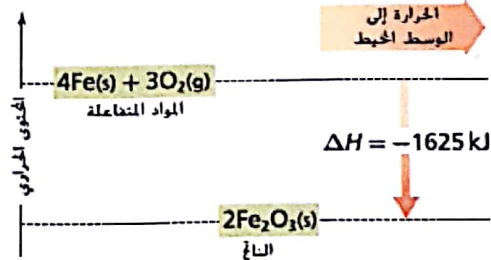 الحرارة إلى
الوسط المحيط
4Fe(s) + 3O₂(g)
المواد المتفاعلة
المحتوى الحراري
ΔH = −1625 kJ
2Fe₂O₃(s)
الناتج